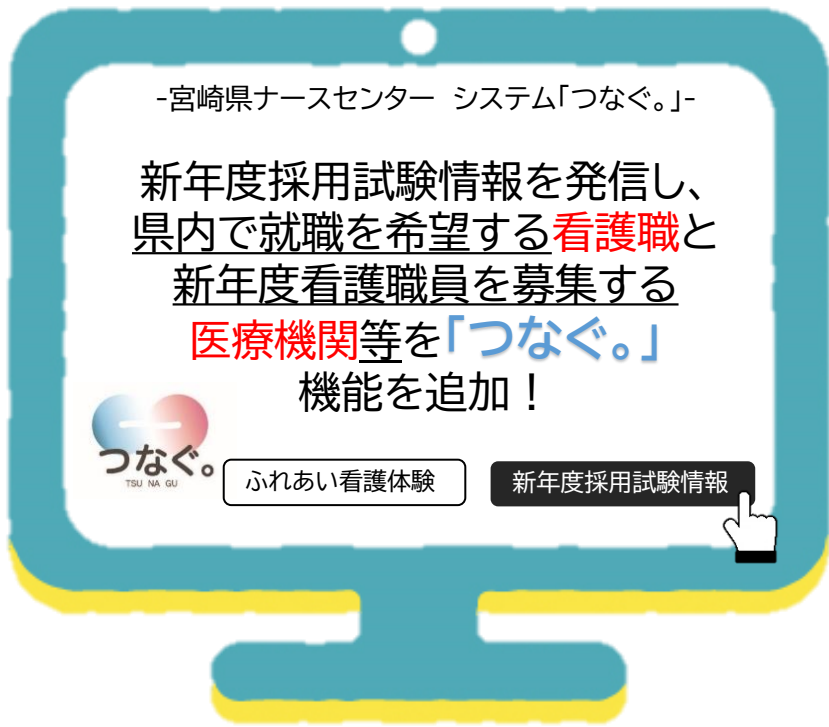 -宮崎県ナースセンター システム「つなぐ。」-
新年度採用試験情報を発信し、
県内で就職を希望する看護職と
新年度看護職員を募集する
医療機関等を「つなぐ。」
機能を追加！
つなぐ。
TSU NA GU
ふれあい看護体験
新年度採用試験情報